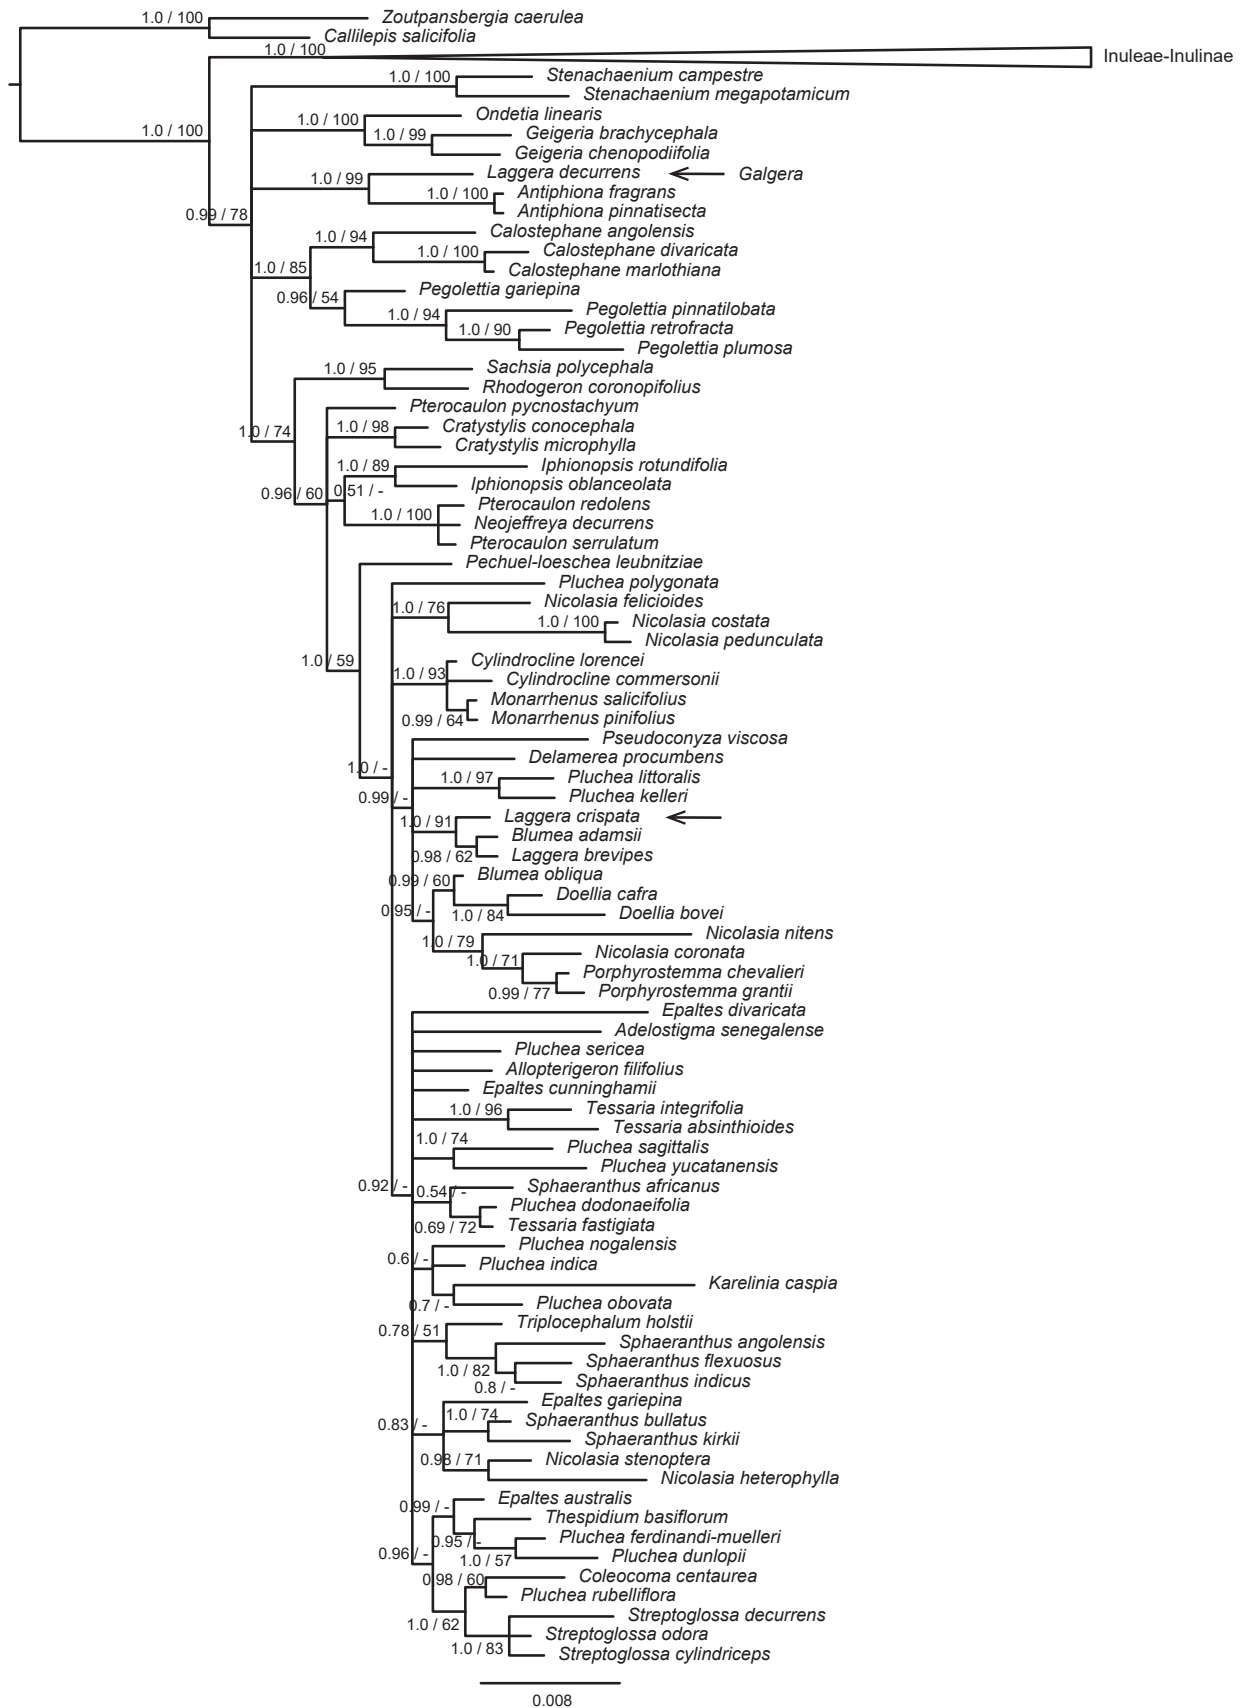 1.0 / 100
Zoutpansbergia caerulea
Callilepis salicifolia
1.0 / 100
Inuleae-Inulinae
1.0 / 100
Stenachaenium campestre
Stenachaenium megapotamicum
1.0 / 100
Ondetia linearis
1.0 / 100
1.0 / 99
Geigeria brachycephala
Geigeria chenopodiifolia
Laggera decurrens
Galgera
1.0 / 99
1.0 / 100
Antiphiona fragrans
Antiphiona pinnatisecta
0.99 / 78
1.0 / 94
Calostephane angolensis
1.0 / 100
Calostephane divaricata
Calostephane marlothiana
1.0 / 85
0.96 / 54
Pegolettia gariepina
1.0 / 94
Pegolettia pinnatilobata
1.0 / 90
Pegolettia retrofracta
Pegolettia plumosa
1.0 / 95
Sachsia polycephala
Rhodogeron coronopifolius
Pterocaulon pycnostachyum
1.0 / 74
1.0 / 98
Cratystylis conocephala
Cratystylis microphylla
1.0 / 89
Iphionopsis rotundifolia
Iphionopsis oblanceolata
0.96 / 60
0.51 / -
1.0 / 100
Pterocaulon redolens
Neojeffreya decurrens
Pterocaulon serrulatum
Pechuel-loeschea leubnitziae
Pluchea polygonata
1.0 / 76
Nicolasia felicioides
1.0 / 100
Nicolasia costata
Nicolasia pedunculata
1.0 / 59
1.0 / 93
Cylindrocline lorencei
Cylindrocline commersonii
Monarrhenus salicifolius
0.99 / 64
Monarrhenus pinifolius
Pseudoconyza viscosa
Delamerea procumbens
1.0 / -
1.0 / 97
Pluchea littoralis
Pluchea kelleri
0.99 / -
1.0 / 91
Laggera crispata
Blumea adamsii
0.98 / 62
Laggera brevipes
0.99 / 60
Blumea obliqua
Doellia cafra
0.95 / -
1.0 / 84
Doellia bovei
1.0 / 79
Nicolasia nitens
1.0 / 71
Nicolasia coronata
Porphyrostemma chevalieri
0.99 / 77
Porphyrostemma grantii
Epaltes divaricata
Adelostigma senegalense
Pluchea sericea
Allopterigeron filifolius
Epaltes cunninghamii
1.0 / 96
Tessaria integrifolia
Tessaria absinthioides
1.0 / 74
Pluchea sagittalis
Pluchea yucatanensis
0.92 / -
0.54 / -
Sphaeranthus africanus
Pluchea dodonaeifolia
0.69 / 72
Tessaria fastigiata
0.6 / -
Pluchea nogalensis
Pluchea indica
Karelinia caspia
0.7 / -
Pluchea obovata
0.78 / 51
Triplocephalum holstii
Sphaeranthus angolensis
1.0 / 82
Sphaeranthus flexuosus
0.8 / -
Sphaeranthus indicus
Epaltes gariepina
0.83 / -
1.0 / 74
Sphaeranthus bullatus
Sphaeranthus kirkii
0.98 / 71
Nicolasia stenoptera
Nicolasia heterophylla
0.99 / -
Epaltes australis
Thespidium basiflorum
0.95 / -
Pluchea ferdinandi-muelleri
1.0 / 57
Pluchea dunlopii
0.96 / -
0.98 / 60
Coleocoma centaurea
Pluchea rubelliflora
1.0 / 62
Streptoglossa decurrens
Streptoglossa odora
1.0 / 83
Streptoglossa cylindriceps
0.008